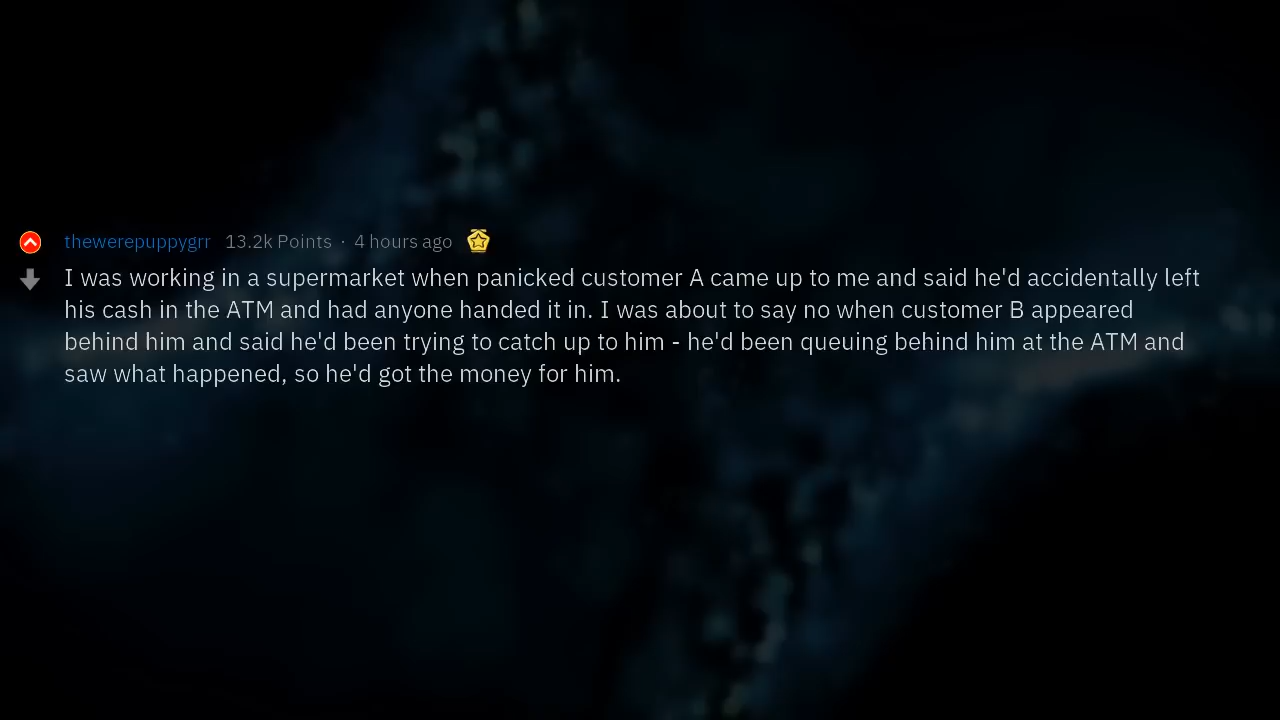 thewerepuppygrr 13.2k Points · 4 hours ago
I was working in a supermarket when panicked customer A came up to me and said he'd accidentally left
his cash in the ATM and had anyone handed it in. I was about to say no when customer B appeared
behind him and said he'd been trying to catch up to him - he'd been queuing behind him at the ATM and
saw what happened, so he'd got the money for him.